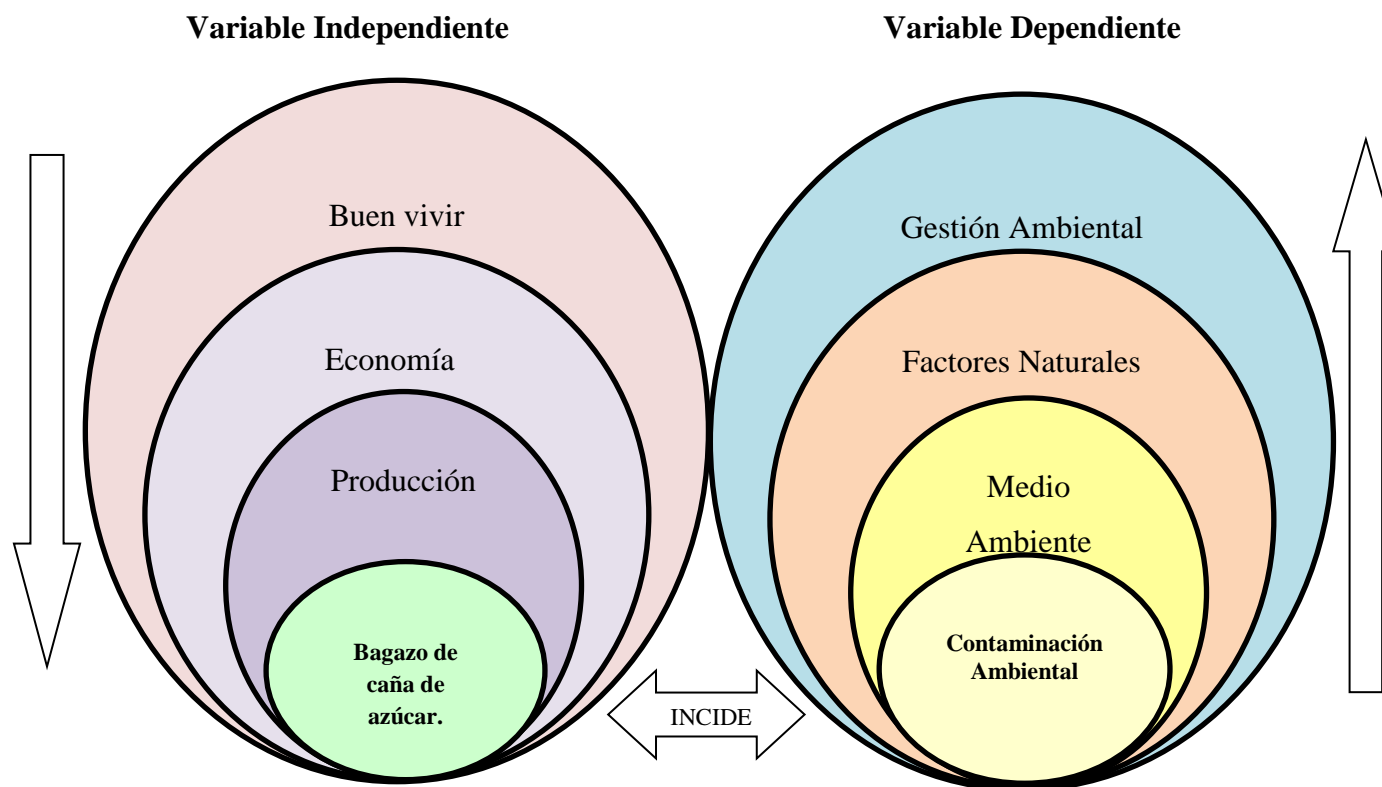 Variable Independiente
Variable Dependiente
Buen vivir
Economía
Producción
Bagazo de
caña de
azúcar.
INCIDE
Gestión Ambiental
Factores Naturales
Medio
Ambiente
Contaminación
Ambiental